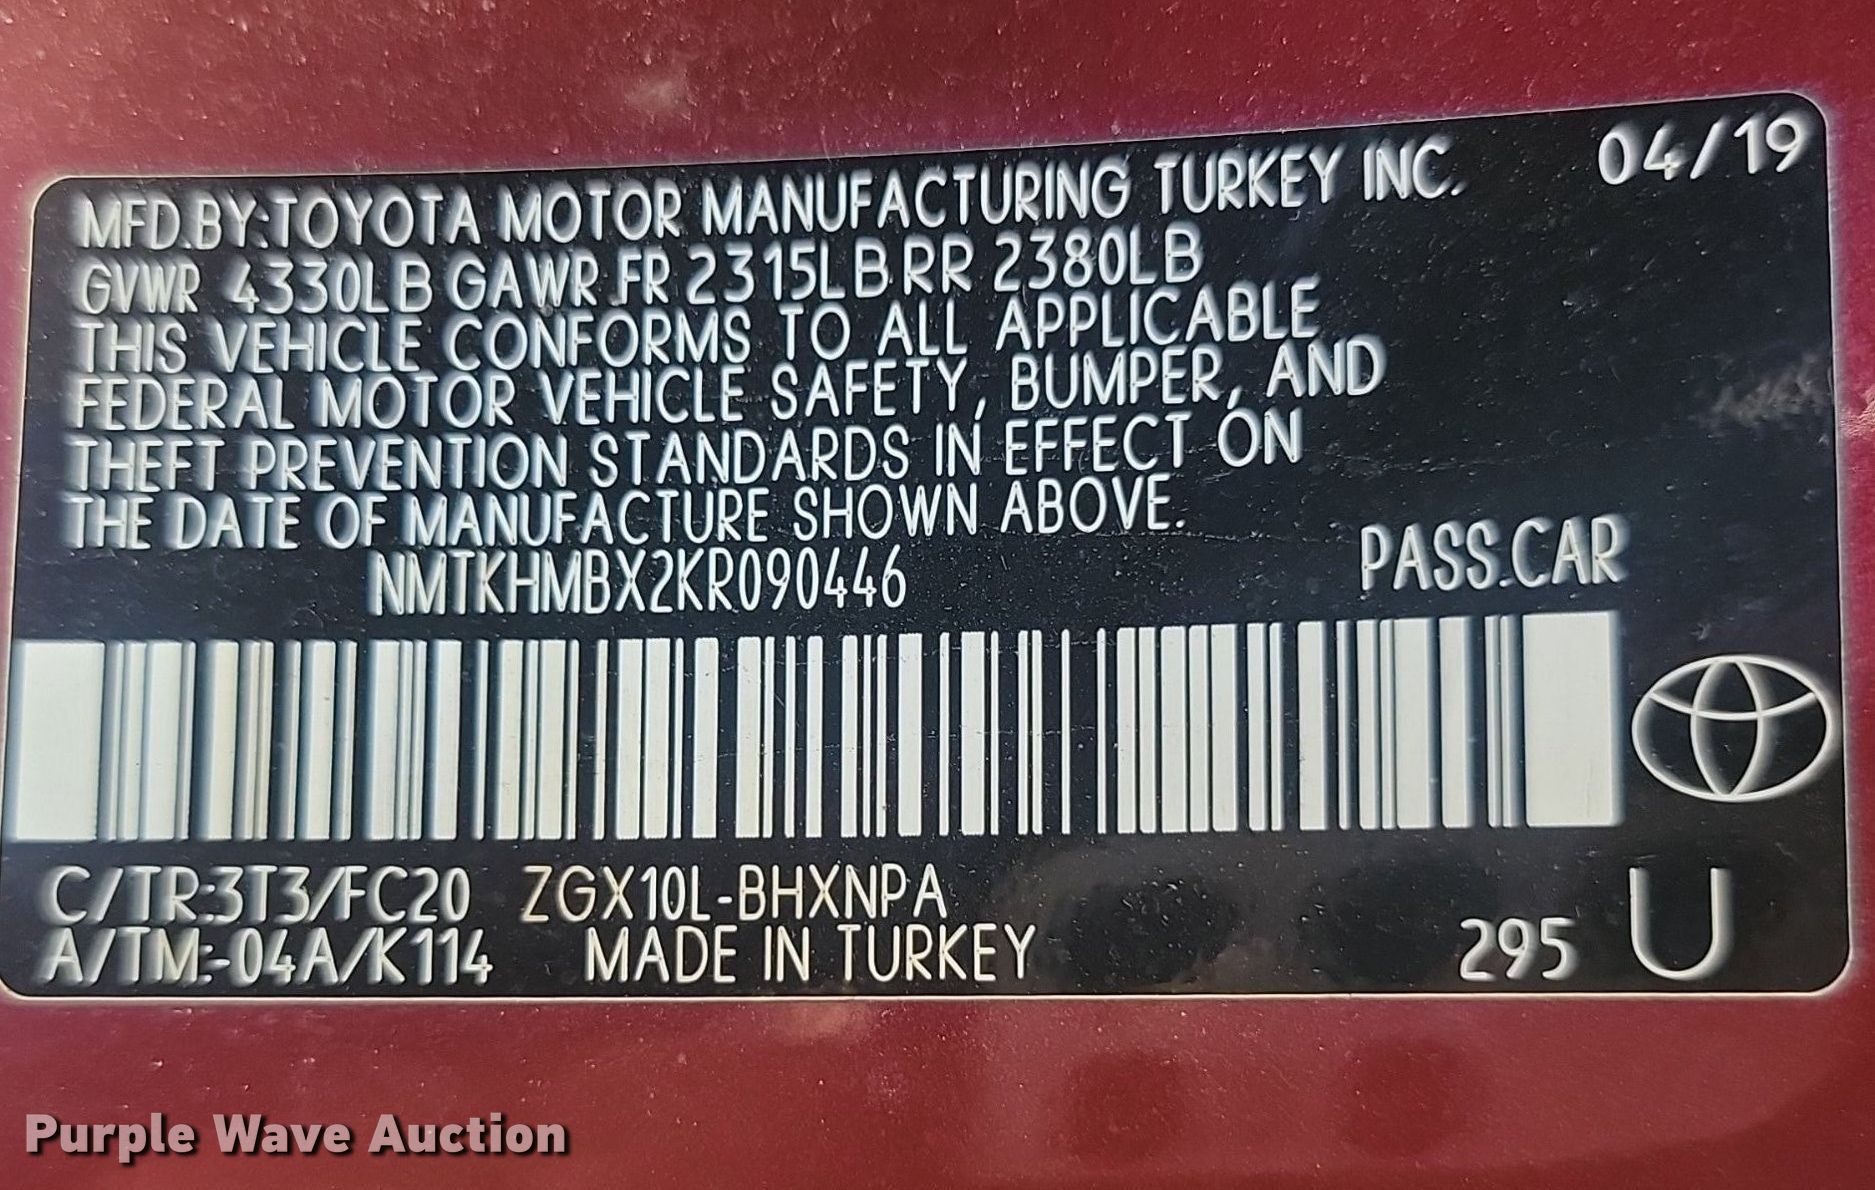 04/19
MFD.BY:TOYOTA MOTOR MANUFACTURING TURKEY INC.
GVWR 4330LB GAWR FR 2315LB RR 2380LB
THIS VEHICLE CONFORMS TO ALL APPLICABLE
FEDERAL MOTOR VEHICLE SAFETY, BUMPER, AND
THEFT PREVENTION STANDARDS IN EFFECT ON
THE DATE OF MANUFACTURE SHOWN ABOVE.
NMTKHMBX2KR090446 PASS.CAR
C/TR:3T3/FC20 ZGX10L-BHXNPA
A/TM:-04A/K114 MADE IN TURKEY 295 U
Purple Wave Auction